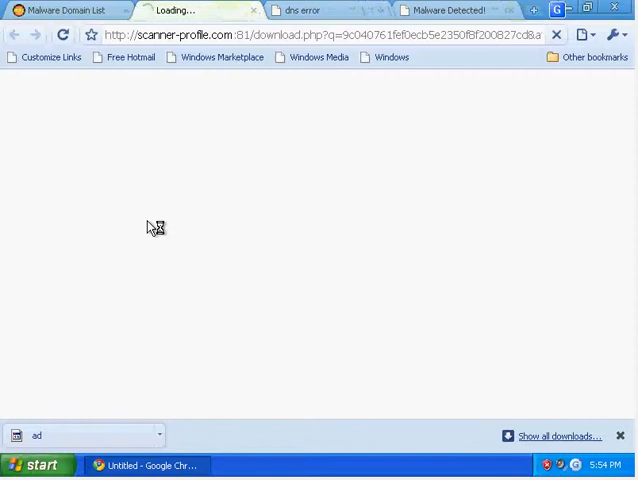 Malware Domain List
Loading...
dns error
Malware Detected!
G
http://scanner-profile.com:81/download.php?q=9c040761fef0ecb5e2350f8f200827cd&a
Customize Links
Free Hotmail
Windows Marketplace
Windows Media
Windows
Other bookmarks
ad
Show all downloads...
start
Untitled - Google Chr...
5:54 PM